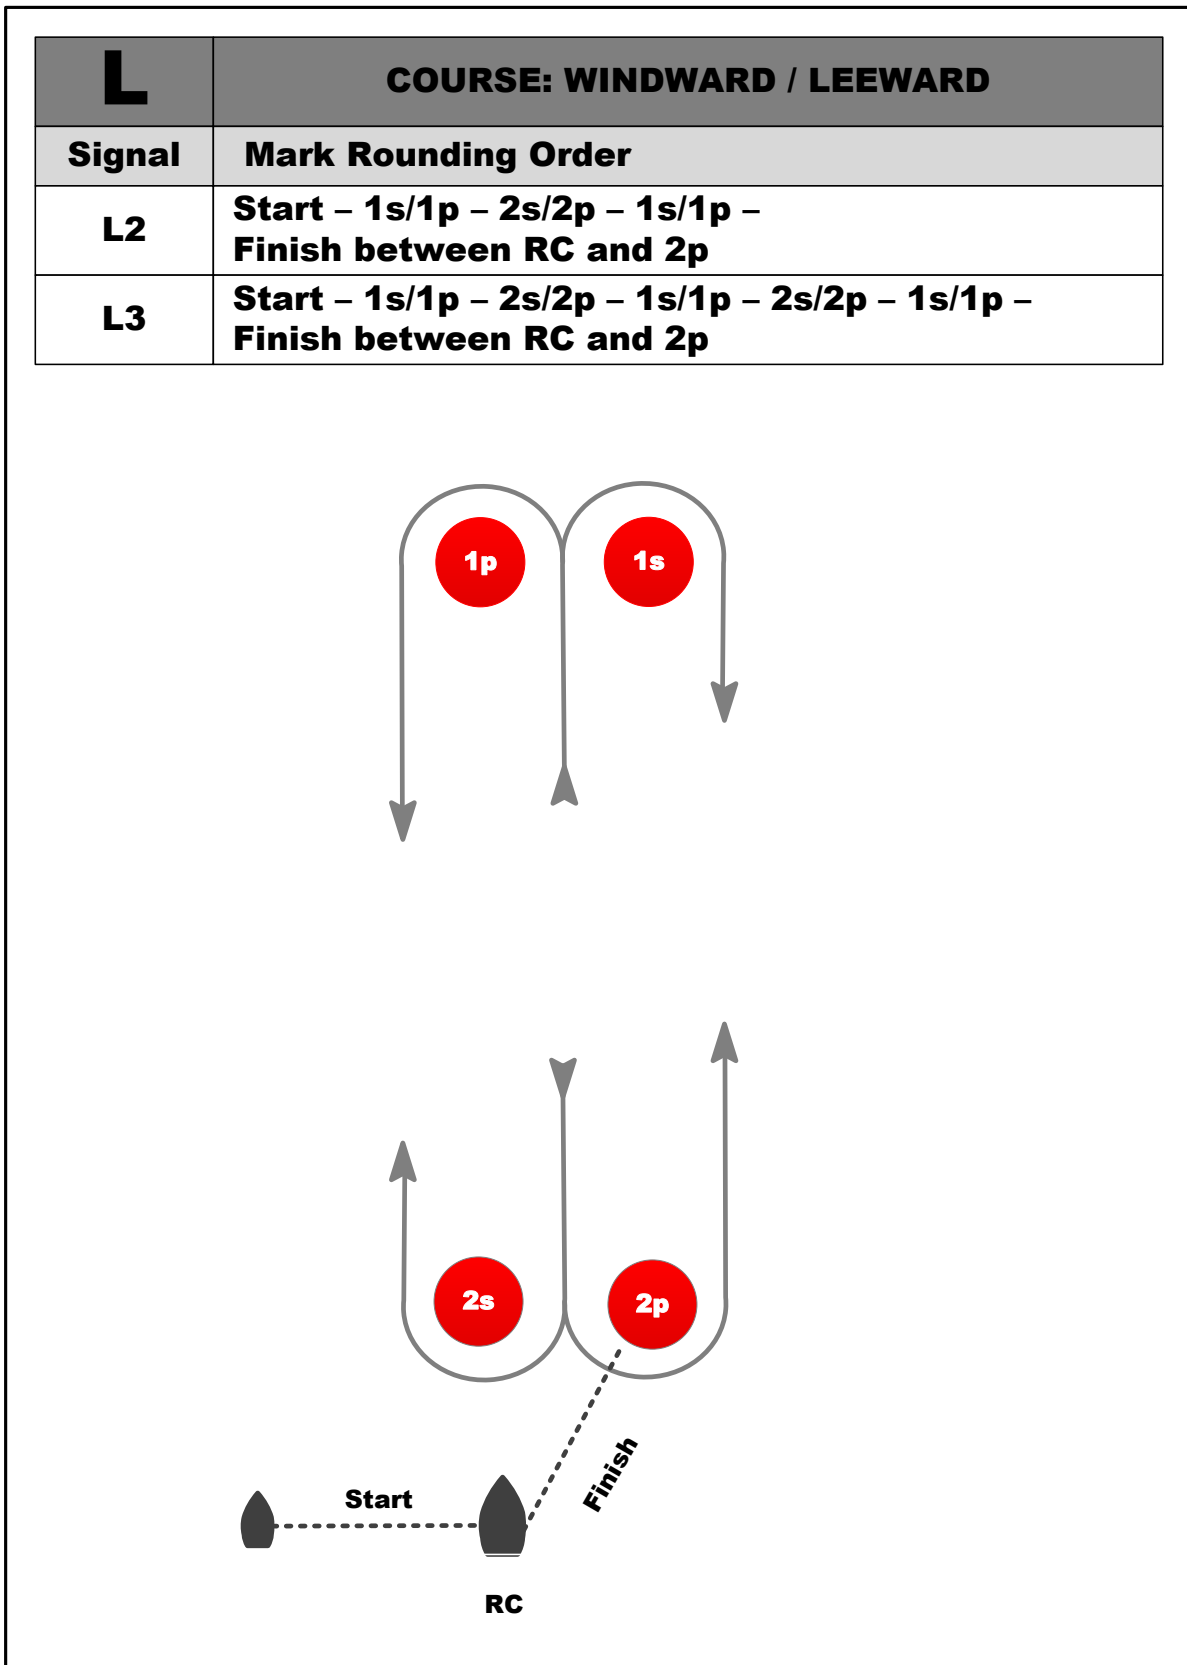 L
COURSE: WINDWARD / LEEWARD
Signal
Mark Rounding Order
L2
Start – 1s/1p – 2s/2p – 1s/1p –
Finish between RC and 2p
L3
Start – 1s/1p – 2s/2p – 1s/1p – 2s/2p – 1s/1p –
Finish between RC and 2p
1p
1s
2s
2p
Start
Finish
RC